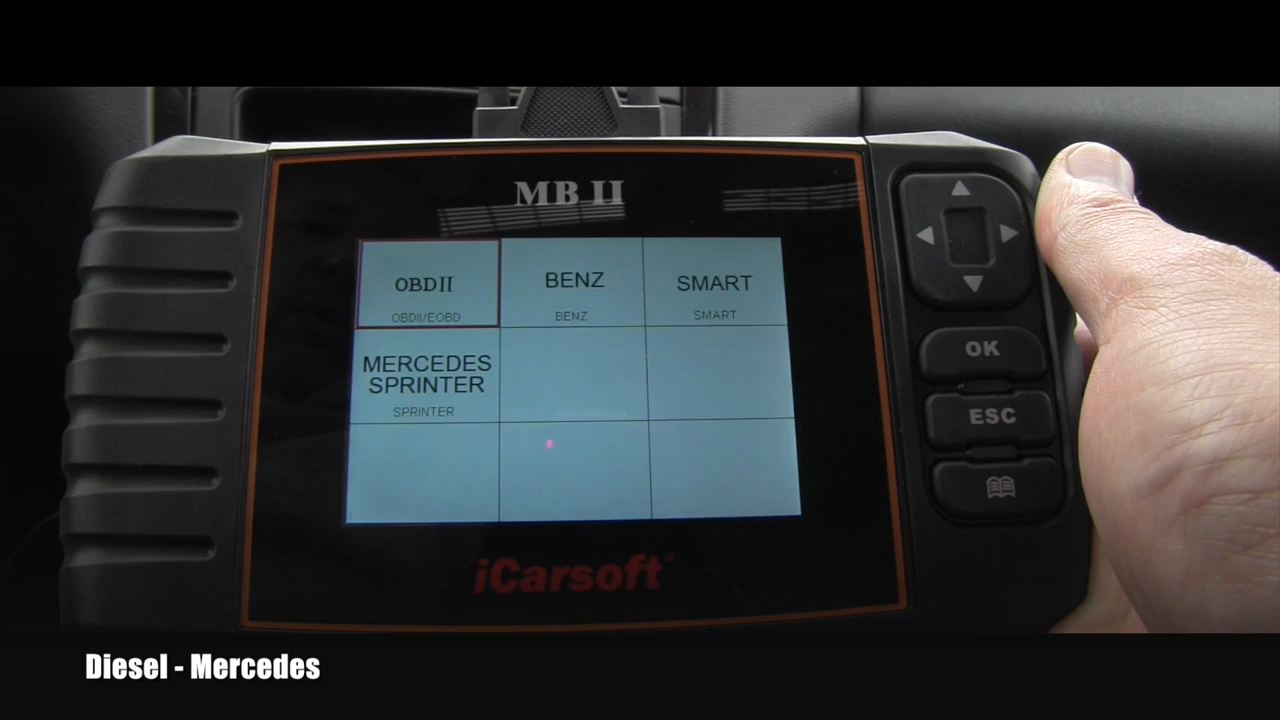 MB II
OBDII
OBDII/EOBD
BENZ
BENZ
SMART
SMART
MERCEDES
SPRINTER
SPRINTER
OK
ESC
iCarsoft
Diesel - Mercedes